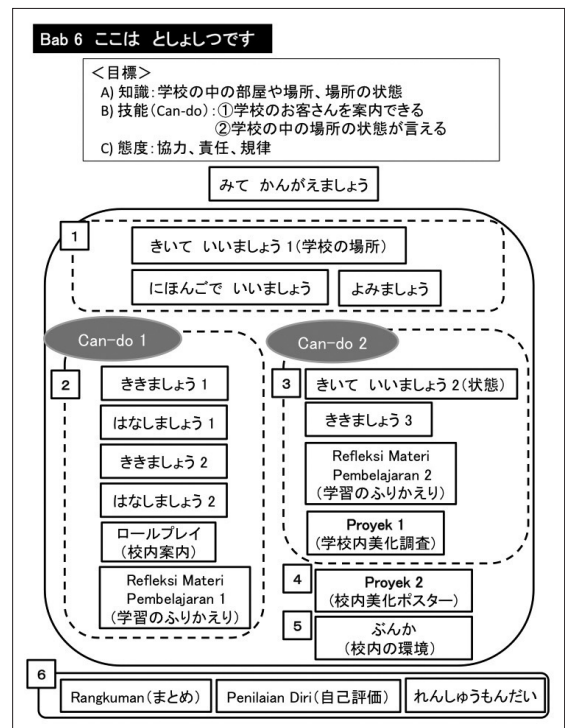 Bab 6 ここは としょしつです
＜目標＞
A) 知識：学校の中の部屋や場所、場所の状態
B) 技能（Can-do）：①学校のお客さんを案内できる
②学校の中の場所の状態が言える
C) 態度：協力、責任、規律
みて かんがえましょう
1
きいて いいましょう 1（学校の場所）
にほんごで いいましょう
よみましょう
Can-do 1
2
ききましょう 1
はなしましょう 1
ききましょう 2
はなしましょう 2
ロールプレイ
（校内案内）
Refleksi Materi
Pembelajaran 1
（学習のふりかえり）
Can-do 2
3
きいて いいましょう 2（状態）
ききましょう 3
Refleksi Materi
Pembelajaran 2
（学習のふりかえり）
Proyek 1
（学校内美化調査）
4
Proyek 2
（校内美化ポスター）
5
ぶんか
（校内の環境）
6
Rangkuman（まとめ）
Penilaian Diri（自己評価）
れんしゅうもんだい